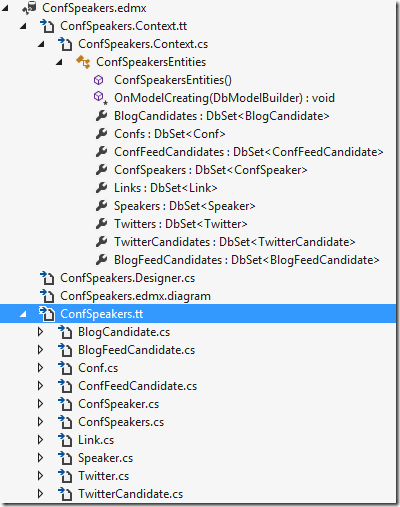 ConfSpeakers.edmx
ConfSpeakers.Context.tt
ConfSpeakers.Context.cs
ConfSpeakersEntities
ConfSpeakersEntities()
OnModelCreating(DbModelBuilder) : void
BlogCandidates : DbSet<BlogCandidate>
Confs : DbSet<Conf>
ConfFeedCandidates : DbSet<ConfFeedCandidate>
ConfSpeakers : DbSet<ConfSpeaker>
Links : DbSet<Link>
Speakers : DbSet<Speaker>
Twitters : DbSet<Twitter>
TwitterCandidates : DbSet<TwitterCandidate>
BlogFeedCandidates : DbSet<BlogFeedCandidate>
ConfSpeakers.Designer.cs
ConfSpeakers.edmx.diagram
ConfSpeakers.tt
BlogCandidate.cs
BlogFeedCandidate.cs
Conf.cs
ConfFeedCandidate.cs
ConfSpeaker.cs
ConfSpeakers.cs
Link.cs
Speaker.cs
Twitter.cs
TwitterCandidate.cs